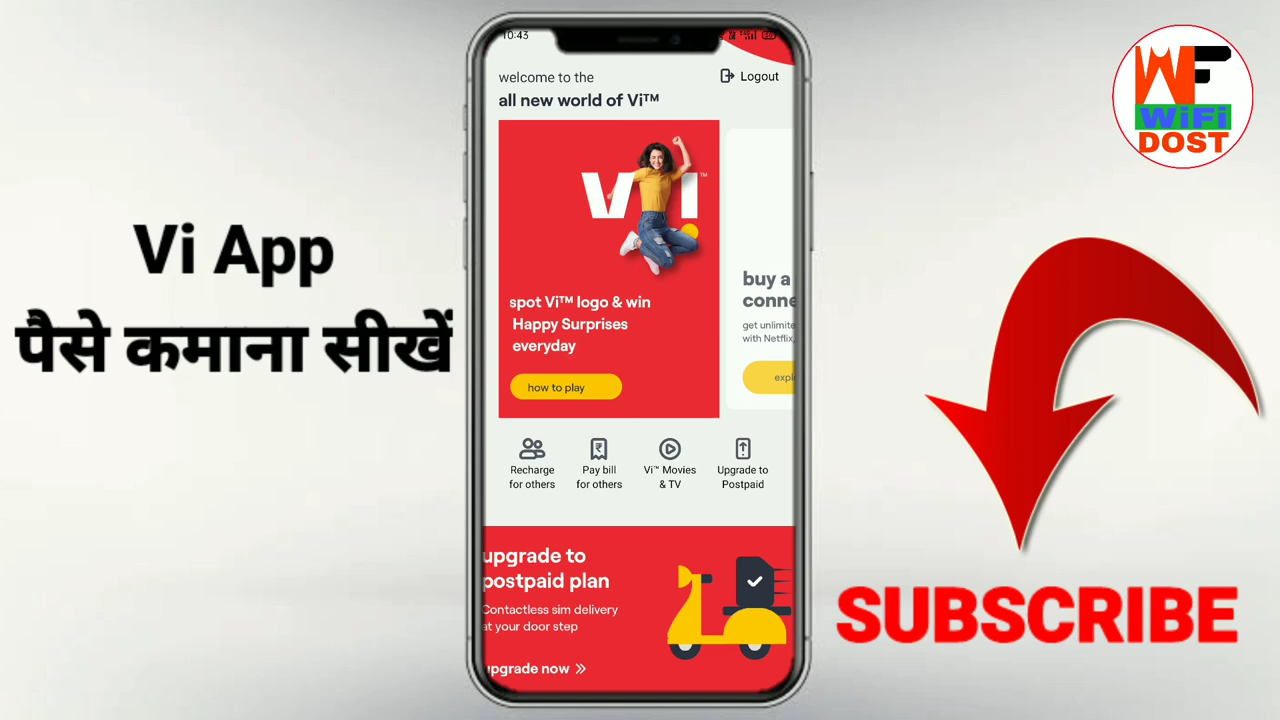 10:43
welcome to the
Logout
all new world of Vi™
V!™
spot Vi™ logo & win
Happy Surprises
everyday
how to play
buy a
conne
get unlimite
with Netflix,
expl
Recharge
for others
Pay bill
for others
Vi™ Movies
& TV
Upgrade to
Postpaid
upgrade to
postpaid plan
Contactless sim delivery
at your door step
upgrade now
Vi App
पैसे कमाना सीखें
WF
WiFi
DOST
SUBSCRIBE